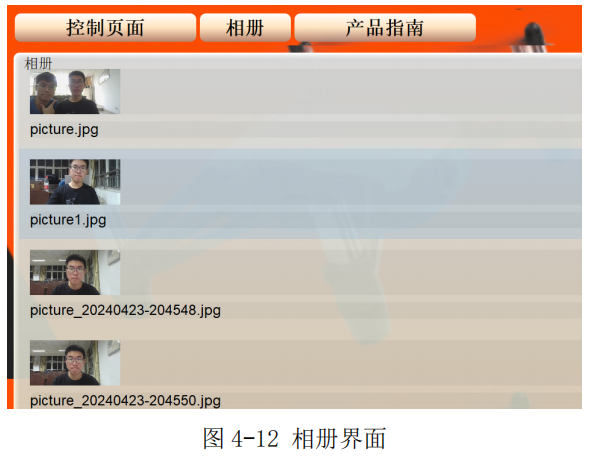 控制页面 相册 产品指南
相册
picture.jpg
picture1.jpg
picture_20240423-204548.jpg
picture_20240423-204550.jpg
图 4-12 相册界面